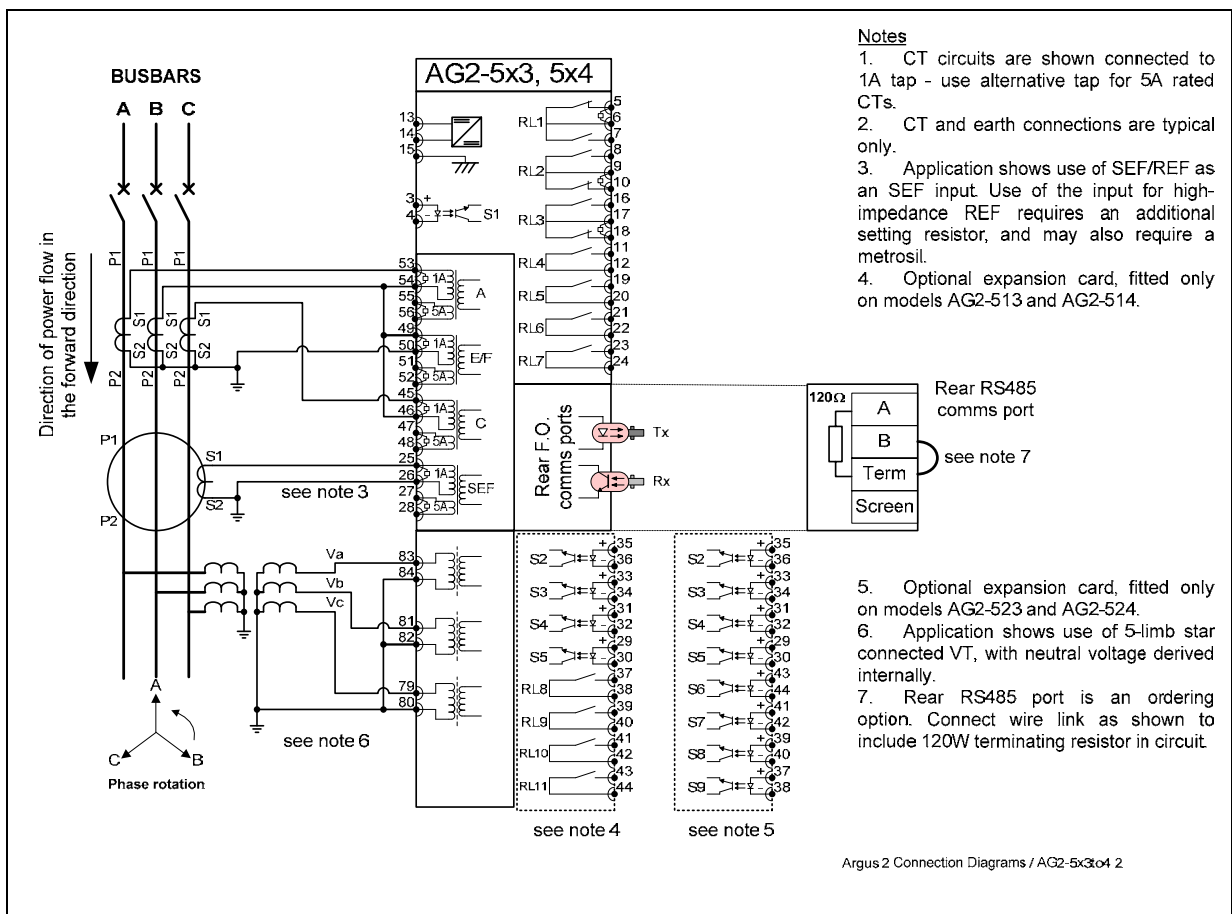 BUSBARS
A B C
Direction of power flow in
the forward direction
P1 P1 P1
S1 S1 S1
S2 S2 S2
P2 P2 P2
P1
P2
S1
S2
see note 3
Va
Vb
Vc
see note 6
A
C B
Phase rotation
AG2-5x3, 5x4
13
14
15
3 +
4 -
S1
53
54 1A
55 A
56 5A
49
50 1A
51 E/F
52 5A
45
46 1A
47 C
48 5A
25
26 1A
27 SEF
28 5A
83
84
81
82
79
80
RL1 5
6
7
RL2 8
9
10
RL3 16
17
18
RL4 11
12
RL5 19
20
RL6 21
22
RL7 23
24
Rear F.O.
comms ports
Tx
Rx
S2 + 35
- 36
S3 + 33
- 34
S4 + 31
- 32
S5 + 29
- 30
RL8 37
38
RL9 39
40
RL10 41
42
RL11 43
44
see note 4
S2 + 35
- 36
S3 + 33
- 34
S4 + 31
- 32
S5 + 29
- 30
S6 + 43
- 44
S7 + 41
- 42
S8 + 39
- 40
S9 + 37
- 38
see note 5
120Ω
A
B
Term
Screen
Rear RS485
comms port
see note 7
Notes
1. CT circuits are shown connected to
1A tap - use alternative tap for 5A rated
CTs.
2. CT and earth connections are typical
only.
3. Application shows use of SEF/REF as
an SEF input. Use of the input for high-
impedance REF requires an additional
setting resistor, and may also require a
metrosil.
4. Optional expansion card, fitted only
on models AG2-513 and AG2-514.
5. Optional expansion card, fitted only
on models AG2-523 and AG2-524.
6. Application shows use of 5-limb star
connected VT, with neutral voltage derived
internally.
7. Rear RS485 port is an ordering
option. Connect wire link as shown to
include 120W terminating resistor in circuit.
Argus 2 Connection Diagrams / AG2-5x3to4 2